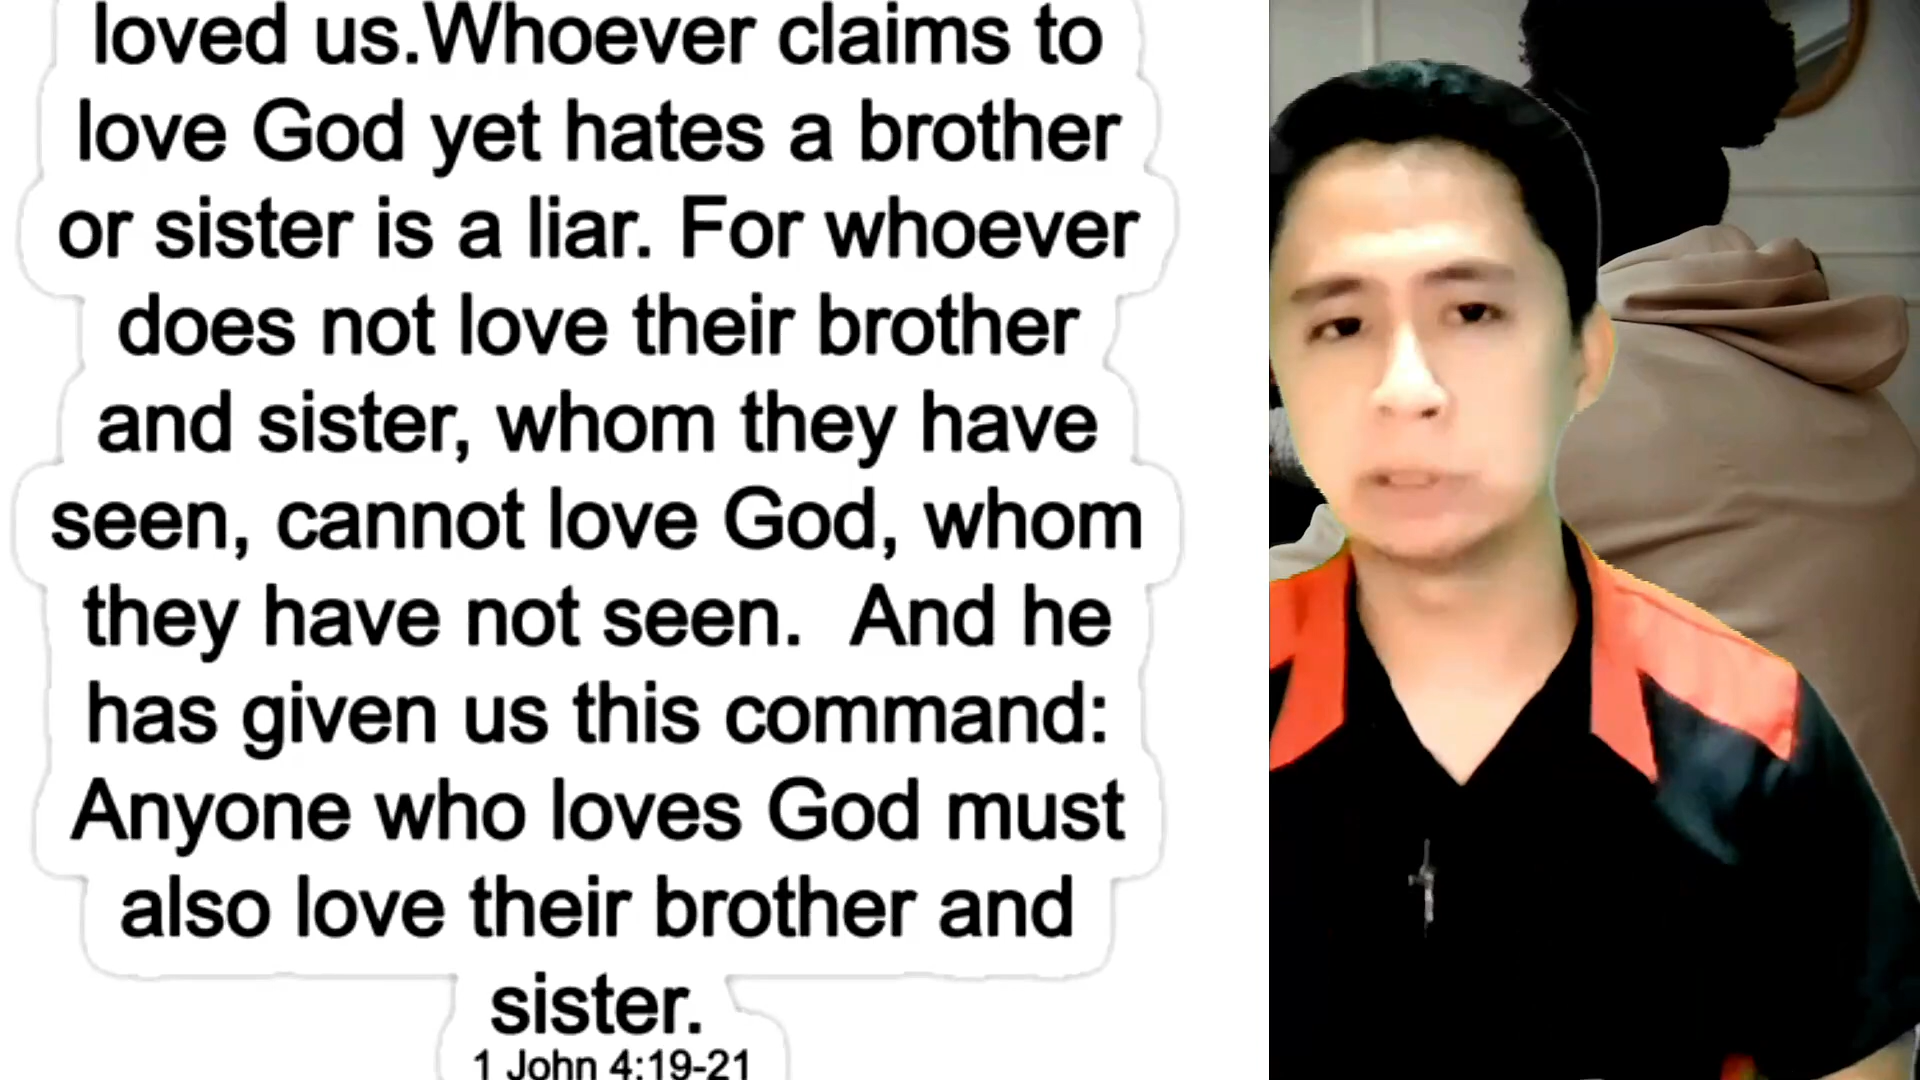 loved us.Whoever claims to
love God yet hates a brother
or sister is a liar. For whoever
does not love their brother
and sister, whom they have
seen, cannot love God, whom
they have not seen.  And he
has given us this command:
Anyone who loves God must
also love their brother and
sister.
1 John 4:19-21